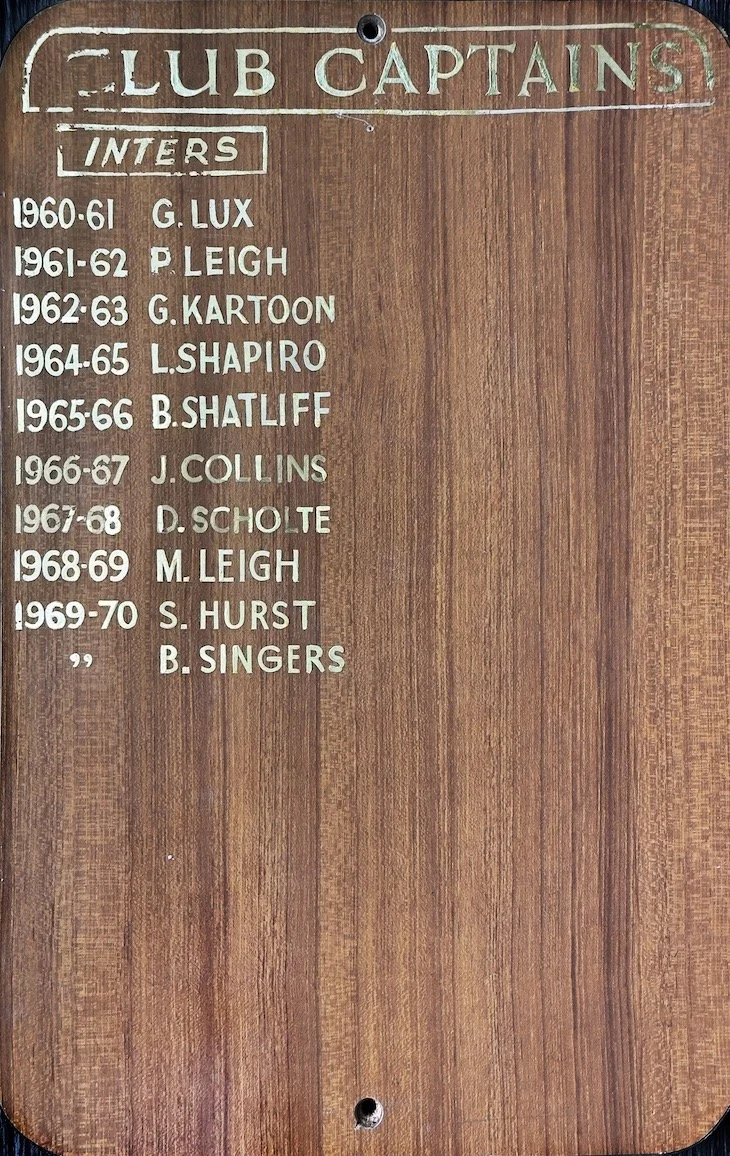 CLUB CAPTAINS
INTERS
1960-61 G. LUX
1961-62 P. LEIGH
1962-63 G. KARTOON
1964-65 L. SHAPIRO
1965-66 B. SHATLIFF
1966-67 J. COLLINS
1967-68 D. SCHOLTE
1968-69 M. LEIGH
1969-70 S. HURST
” B. SINGERS